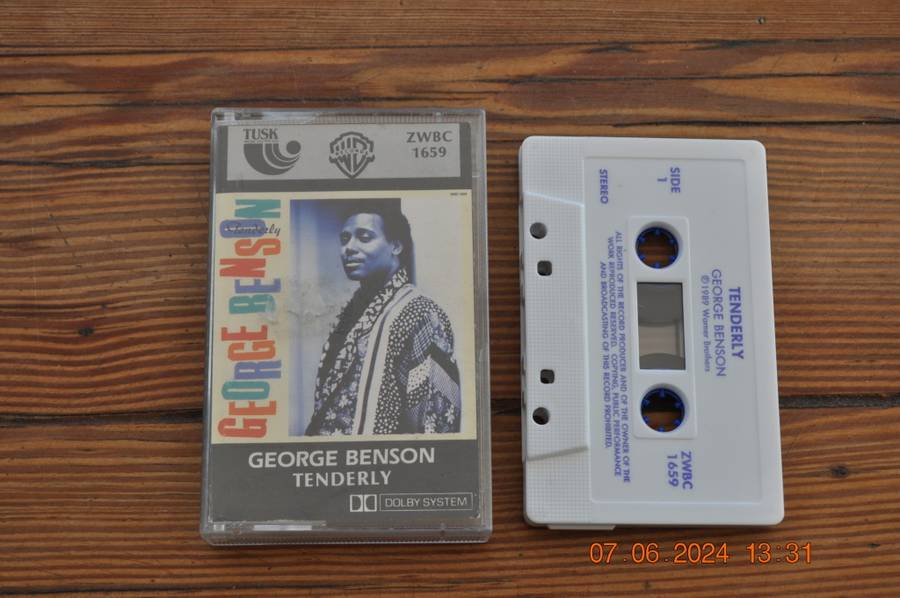 TUSK
ZWBC
1659
Tenderly
GEORGE BENSON
GEORGE BENSON
TENDERLY
DOLBY SYSTEM
SIDE
1
STEREO
TENDERLY
GEORGE BENSON
℗1989 Warner Brothers
ALL RIGHTS OF THE RECORD PRODUCER AND OF THE OWNER OF THE
WORK REPRODUCED RESERVED. COPYING, PUBLIC PERFORMANCE
AND BROADCASTING OF THIS RECORD PROHIBITED.
ZWBC
1659
07.06.2024 13:31